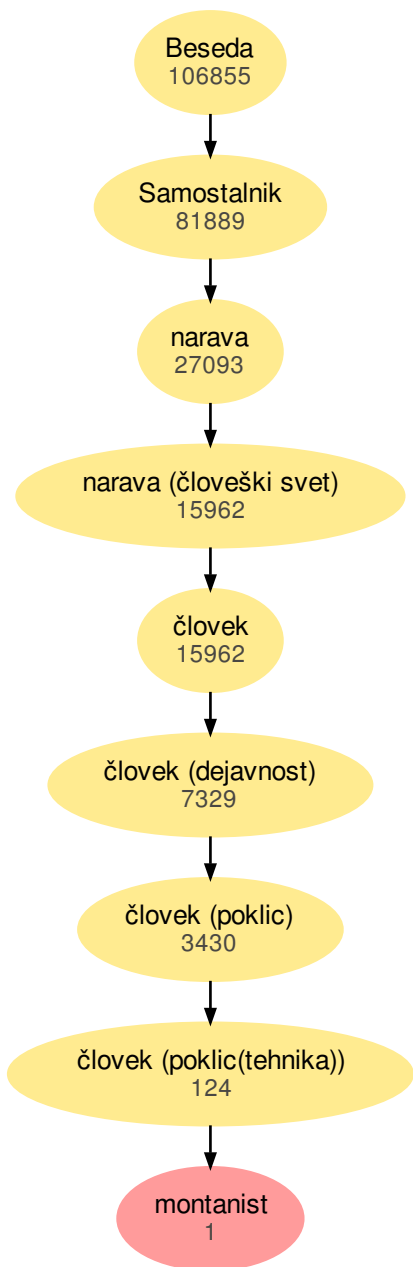 Beseda
106855
Samostalnik
81889
narava
27093
narava (človeški svet)
15962
človek
15962
človek (dejavnost)
7329
človek (poklic)
3430
človek (poklic(tehnika))
124
montanist
1